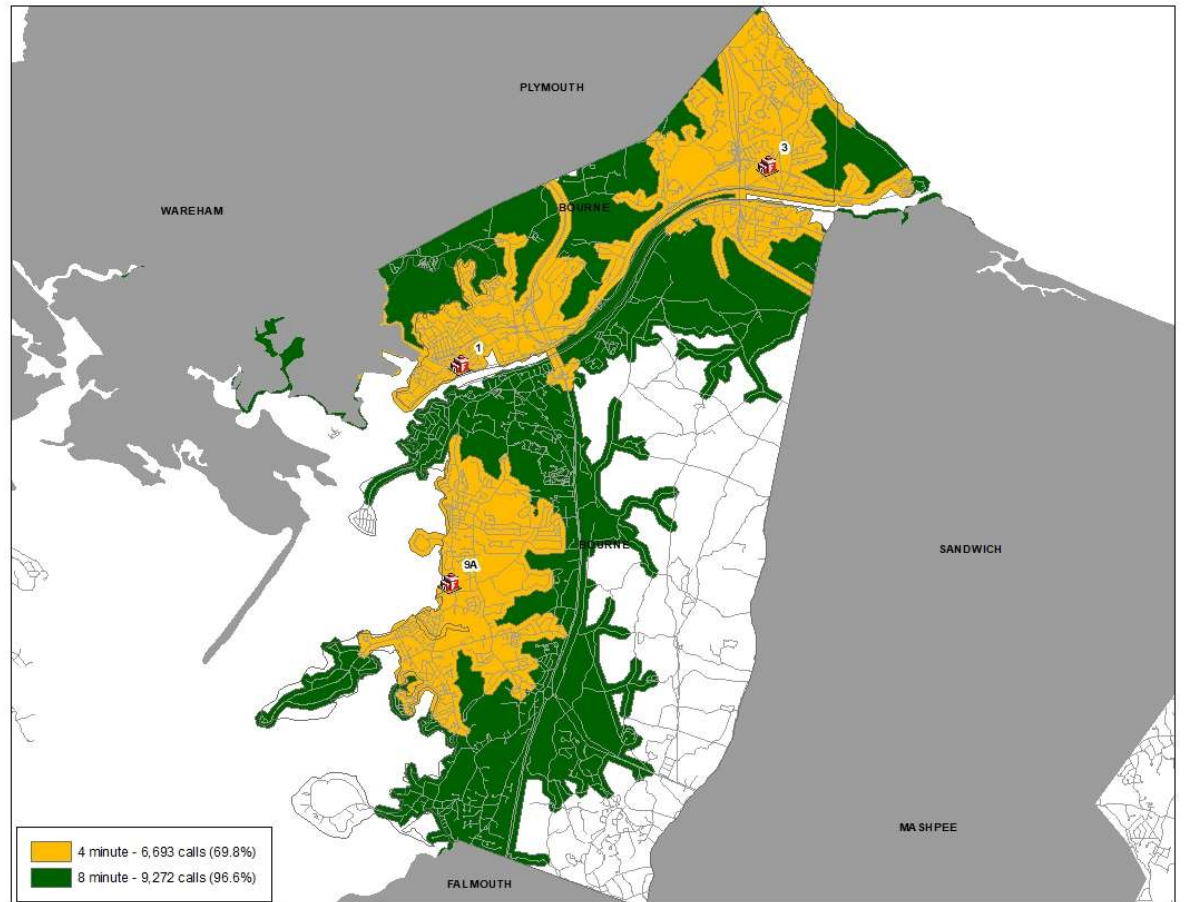 PLYMOUTH
3
WAREHAM
BOURNE
1
BOURNE
SANDWICH
9A
MASHPEE
4 minute - 6,693 calls (69.8%)
8 minute - 9,272 calls (96.6%)
FALMOUTH